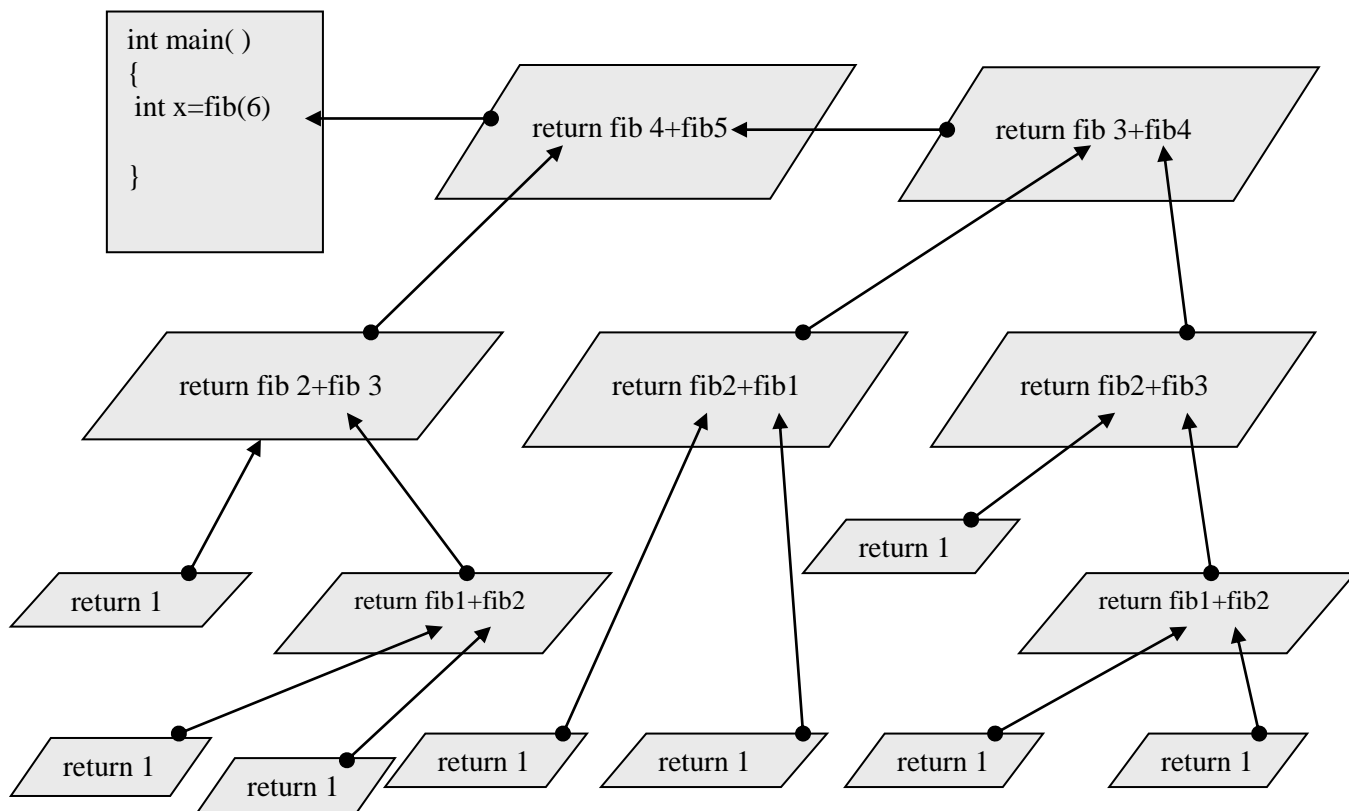 int main( )
{
int x=fib(6)
}
return fib 4+fib5
return fib 3+fib4
return fib 2+fib 3
return fib2+fib1
return fib2+fib3
return 1
return 1
return fib1+fib2
return fib1+fib2
return 1
return 1
return 1
return 1
return 1
return 1